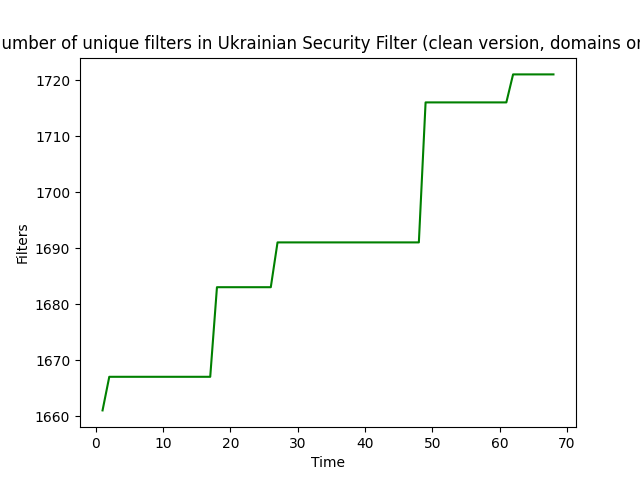 umber of unique filters in Ukrainian Security Filter (clean version, domains or
1720
1710
1700
1690
1680
1670
1660
Filters
0 10 20 30 40 50 60 70
Time